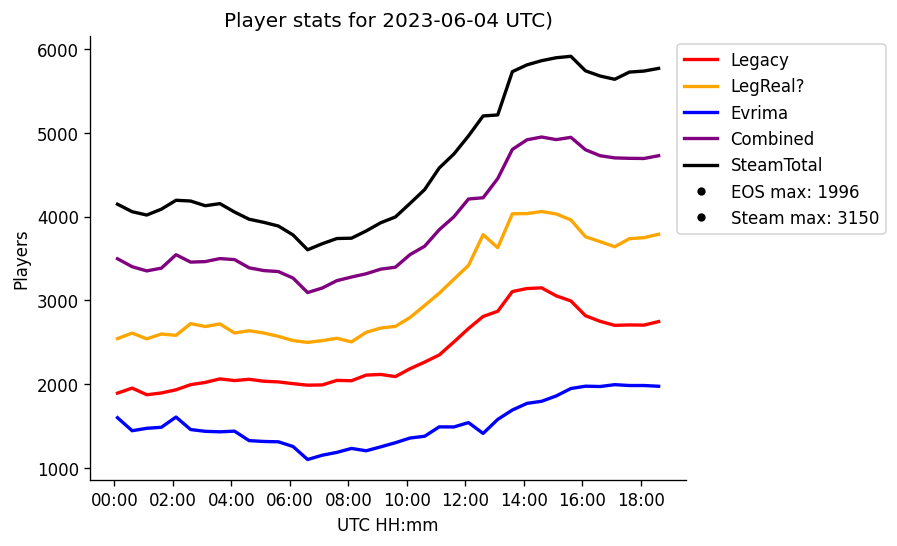 Player stats for 2023-06-04 UTC)
6000
5000
4000
3000
2000
1000
Players
00:00 02:00 04:00 06:00 08:00 10:00 12:00 14:00 16:00 18:00
UTC HH:mm
Legacy
LegReal?
Evrima
Combined
SteamTotal
EOS max: 1996
Steam max: 3150